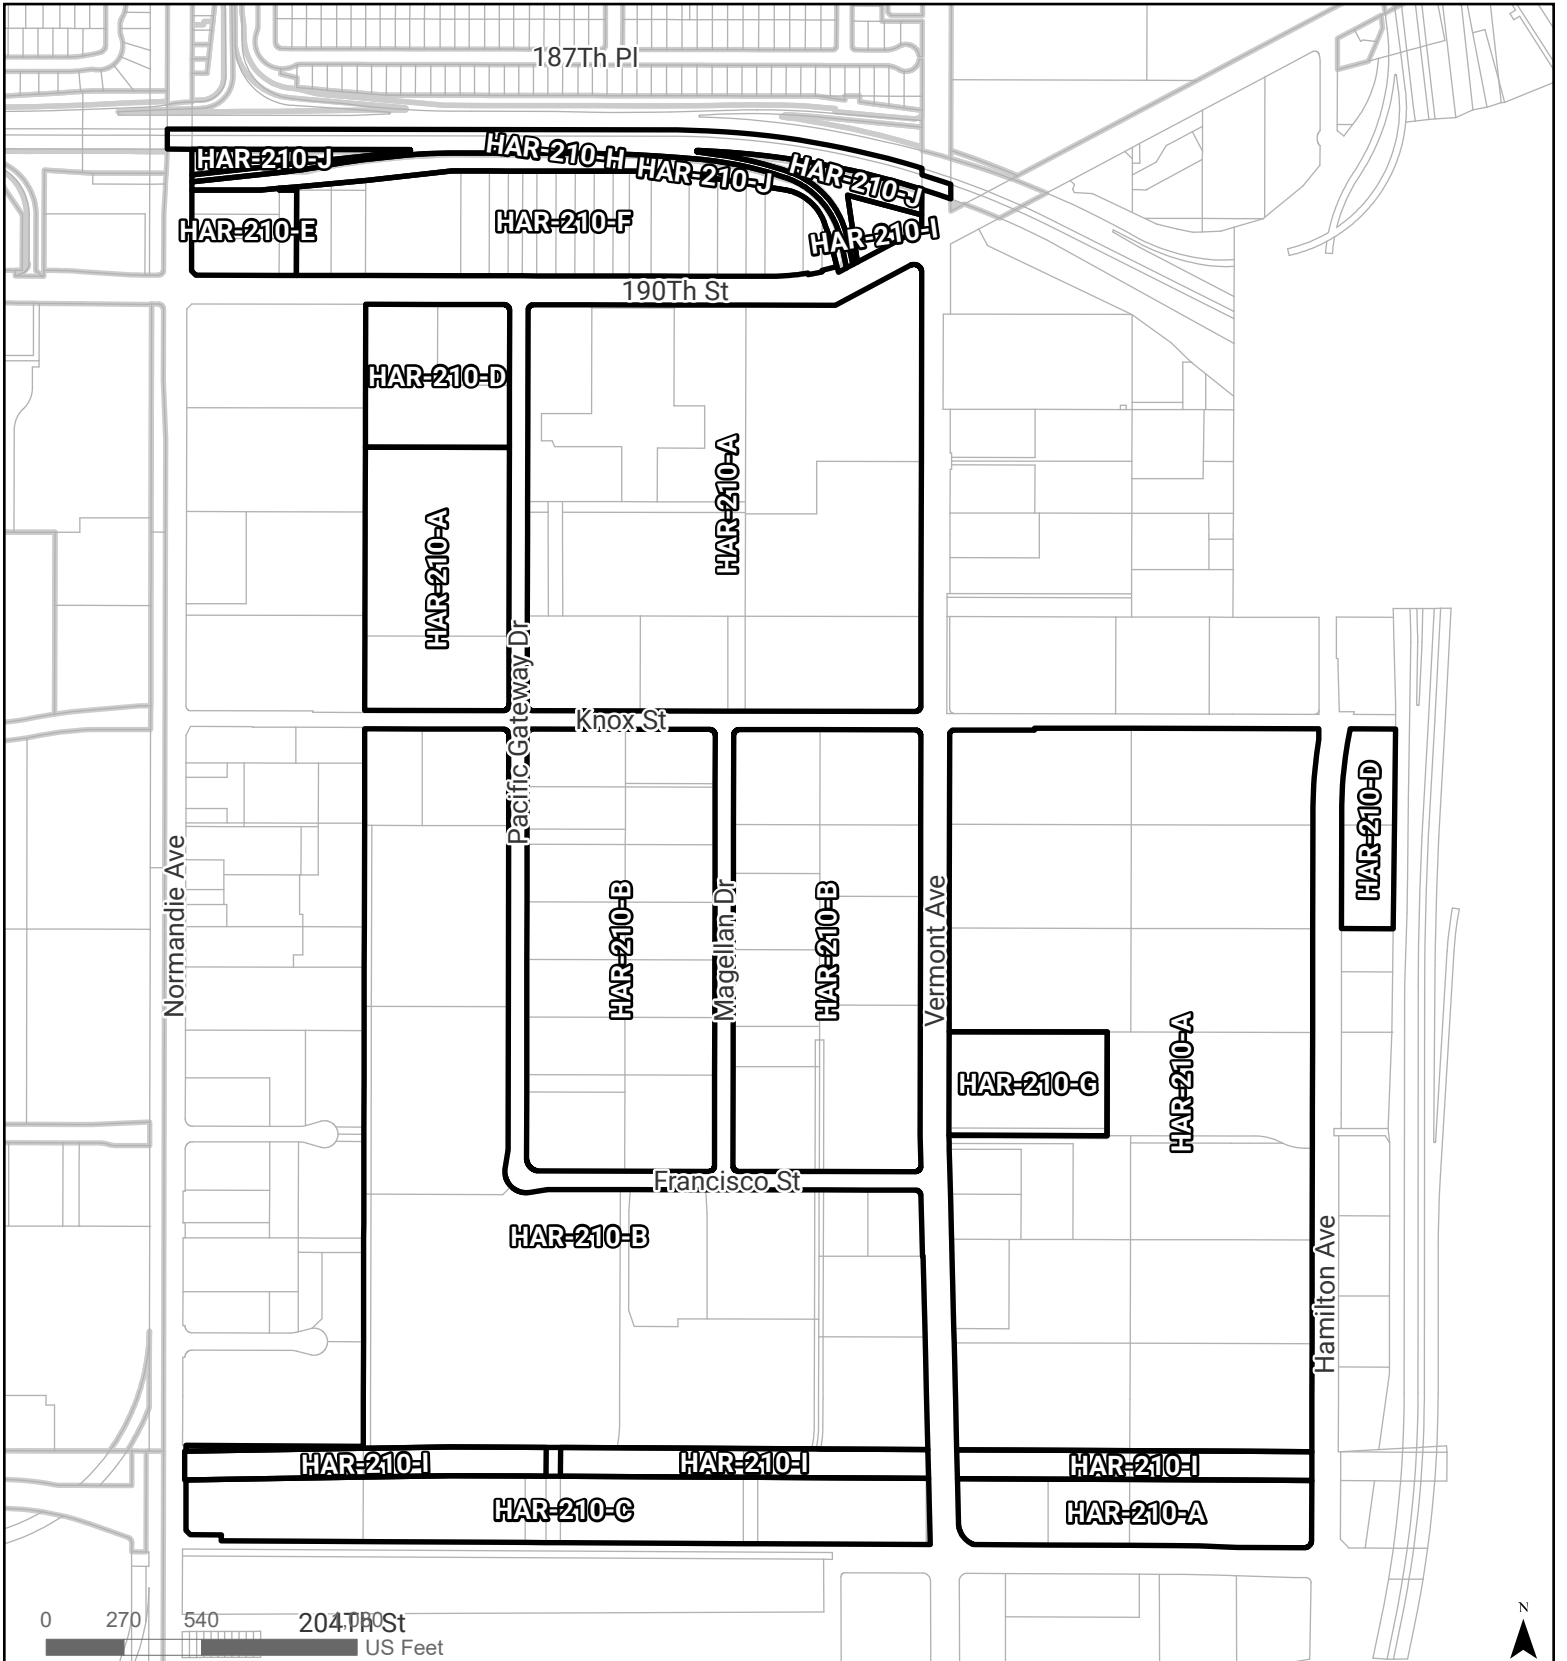 187Th Pl
HAR-210-J
HAR-210-H
HAR-210-J
HAR-210-J
HAR-210-E
HAR-210-F
HAR-210-I
190Th St
HAR-210-D
HAR-210-A
HAR-210-A
Pacific Gateway Dr
Knox St
HAR-210-D
Normandie Ave
HAR-210-B
Magellan Dr
HAR-210-B
Vermont Ave
HAR-210-G
HAR-210-A
Francisco St
HAR-210-B
Hamilton Ave
HAR-210-I
HAR-210-I
HAR-210-I
HAR-210-C
HAR-210-A
204Th St
0 270 540 1,080
US Feet
N